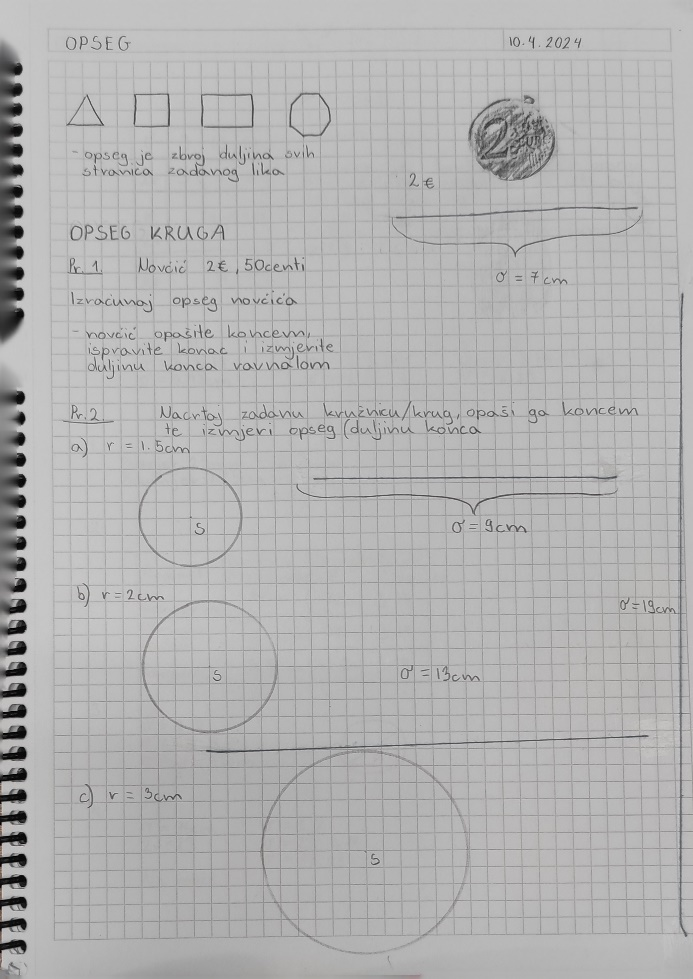 OPSEG
10.4.2024
- opseg je zbroj duljina svih
stranica zadanog lika
2
2€
OPSEG KRUGA
σ = 7cm
Pr. 1. Novčić 2€, 50centi
Izračunaj opseg novčića
- novčić opašite koncem,
ispravite konac i izmjerite
duljinu konca ravnalom
Pr. 2. Nacrtaj zadanu kružnicu/krug, opaši ga koncem
te izmjeri opseg (duljinu konca
a) r = 1.5cm
S
σ = 9cm
b) r = 2cm
σ = 19cm
S
σ = 13cm
c) r = 3cm
S